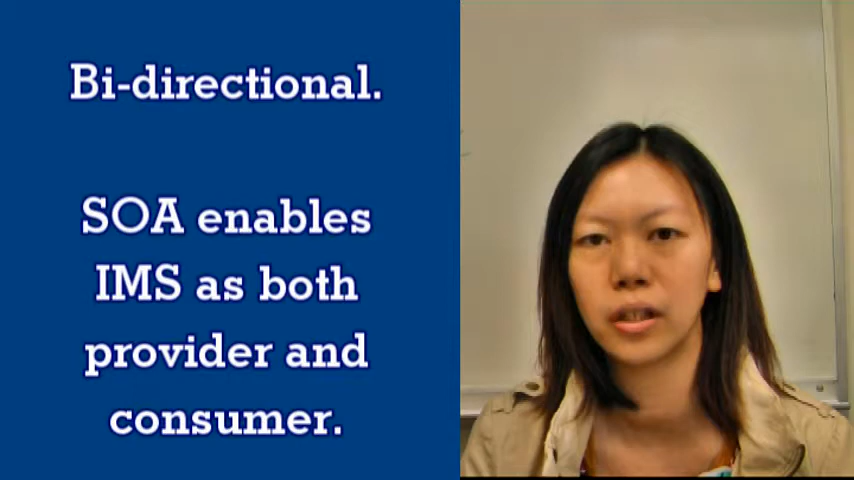 Bi-directional.
SOA enables
IMS as both
provider and
consumer.